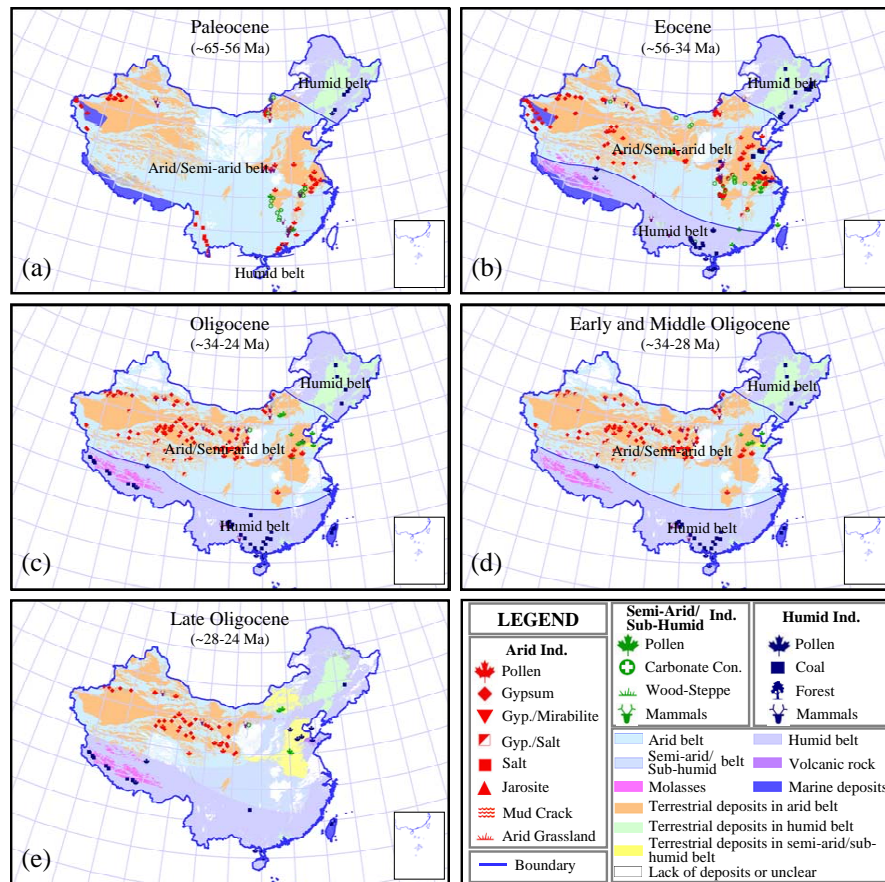 Paleocene
(~65-56 Ma)
Humid belt
Arid/Semi-arid belt
Humid belt
(a)
Eocene
(~56-34 Ma)
Humid belt
Arid/Semi-arid belt
Humid belt
(b)
Oligocene
(~34-24 Ma)
Humid belt
Arid/Semi-arid belt
Humid belt
(c)
Early and Middle Oligocene
(~34-28 Ma)
Humid belt
Arid/Semi-arid belt
Humid belt
(d)
Late Oligocene
(~28-24 Ma)
(e)
LEGEND
Arid Ind.
Pollen
Gypsum
Gyp./Mirabilite
Gyp./Salt
Salt
Jarosite
Mud Crack
Arid Grassland
Boundary
Semi-Arid/
Sub-Humid Ind.
Pollen
Carbonate Con.
Wood-Steppe
Mammals
Humid Ind.
Pollen
Coal
Forest
Mammals
Arid belt
Semi-arid/
Sub-humid belt
Molasses
Humid belt
Volcanic rock
Marine deposits
Terrestrial deposits in arid belt
Terrestrial deposits in humid belt
Terrestrial deposits in semi-arid/sub-
humid belt
Lack of deposits or unclear